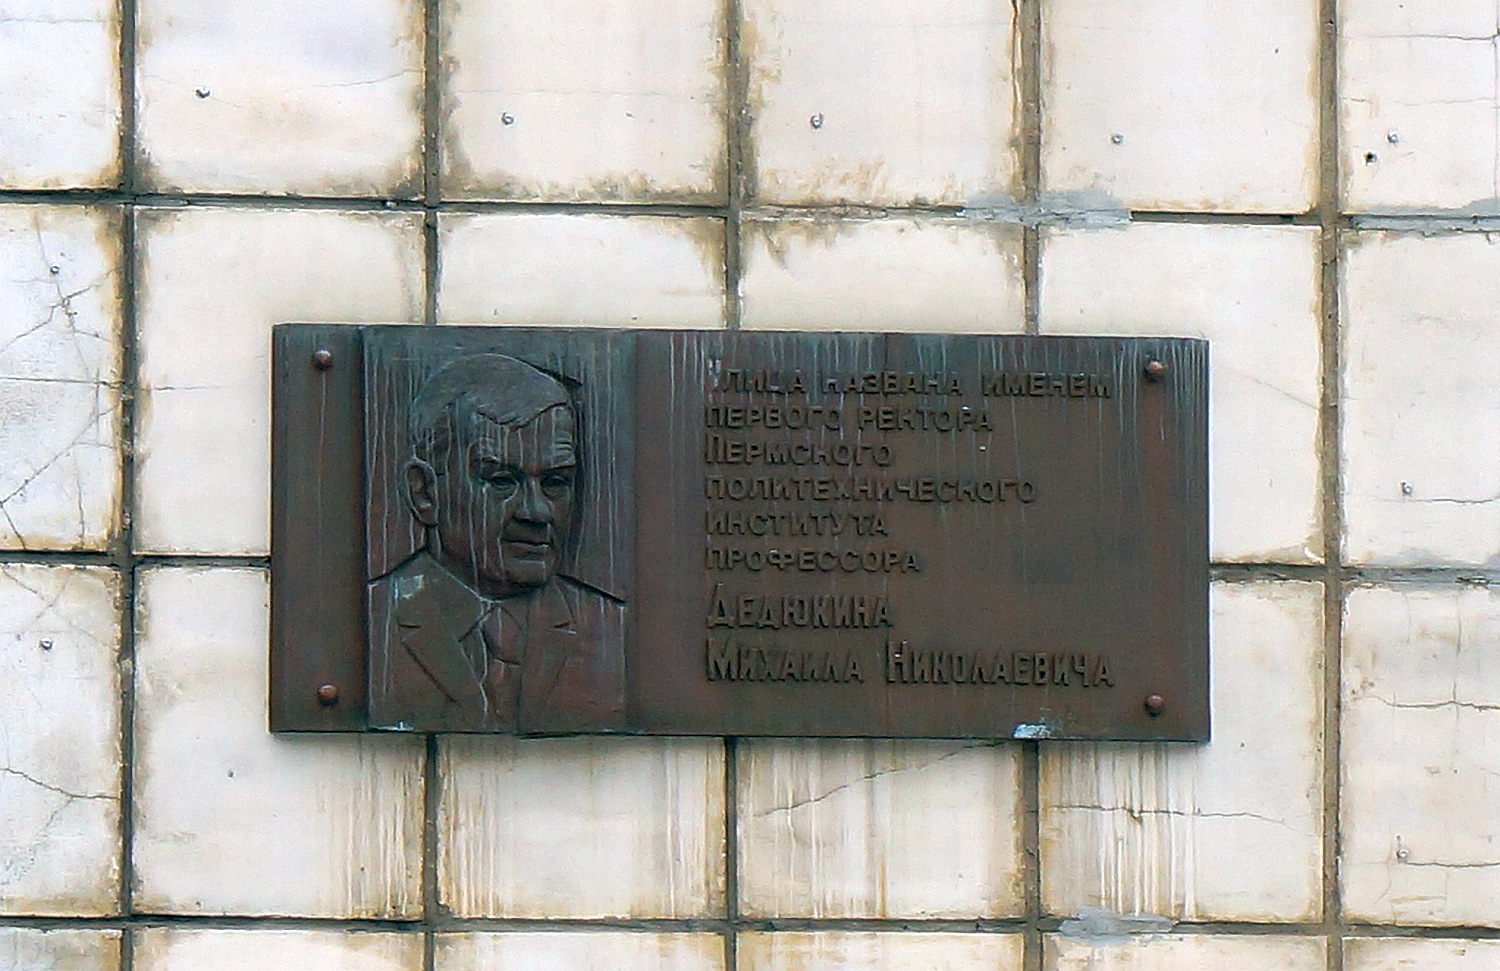 Улица названа именем
первого ректора
Пермского
политехнического
института
профессора
Дедюкина
Михаила Николаевича